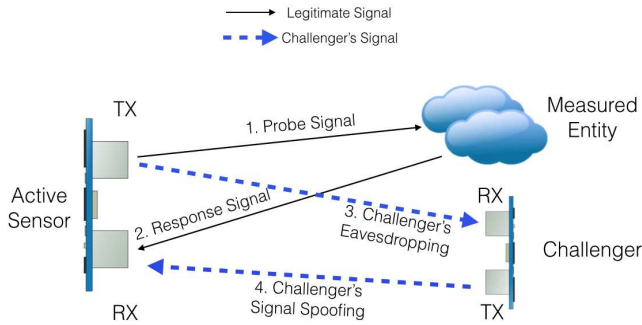 Legitimate Signal
Challenger's Signal
TX
1. Probe Signal
Measured
Entity
Active
Sensor
2. Response Signal
RX
3. Challenger's
Eavesdropping
Challenger
4. Challenger's
Signal Spoofing
TX
RX